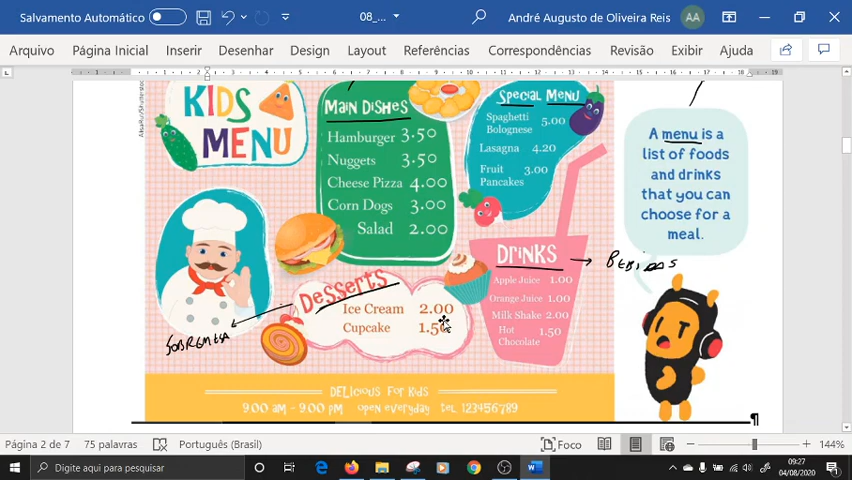 Salvamento Automático
08_...
André Augusto de Oliveira Reis
AA
Arquivo
Página Inicial
Inserir
Desenhar
Design
Layout
Referências
Correspondências
Revisão
Exibir
Ajuda
KIDS
MENU
MAIN DISHES
Hamburger 3.50
Nuggets 3.50
Cheese Pizza 4.00
Corn Dogs 3.00
Salad 2.00
SPECIAL MENU
Spaghetti
Bolognese 5.00
Lasagna 4.20
Fruit
Pancakes 3.00
A menu is a
list of foods
and drinks
that you can
choose for a
meal.
DRINKS
BEBIDAS
Apple Juice 1.00
Orange Juice 1.00
Milk Shake 2.00
Hot
Chocolate 1.50
Desserts
Ice Cream 2.00
Cupcake 1.50
SOBREMESA
DELICIOUS FOR KIDS
9:00 AM - 9:00 PM OPEN EVERYDAY TEL 123456789
Página 2 de 7
75 palavras
Português (Brasil)
Foco
144%
Digite aqui para pesquisar
09:27
04/08/2020